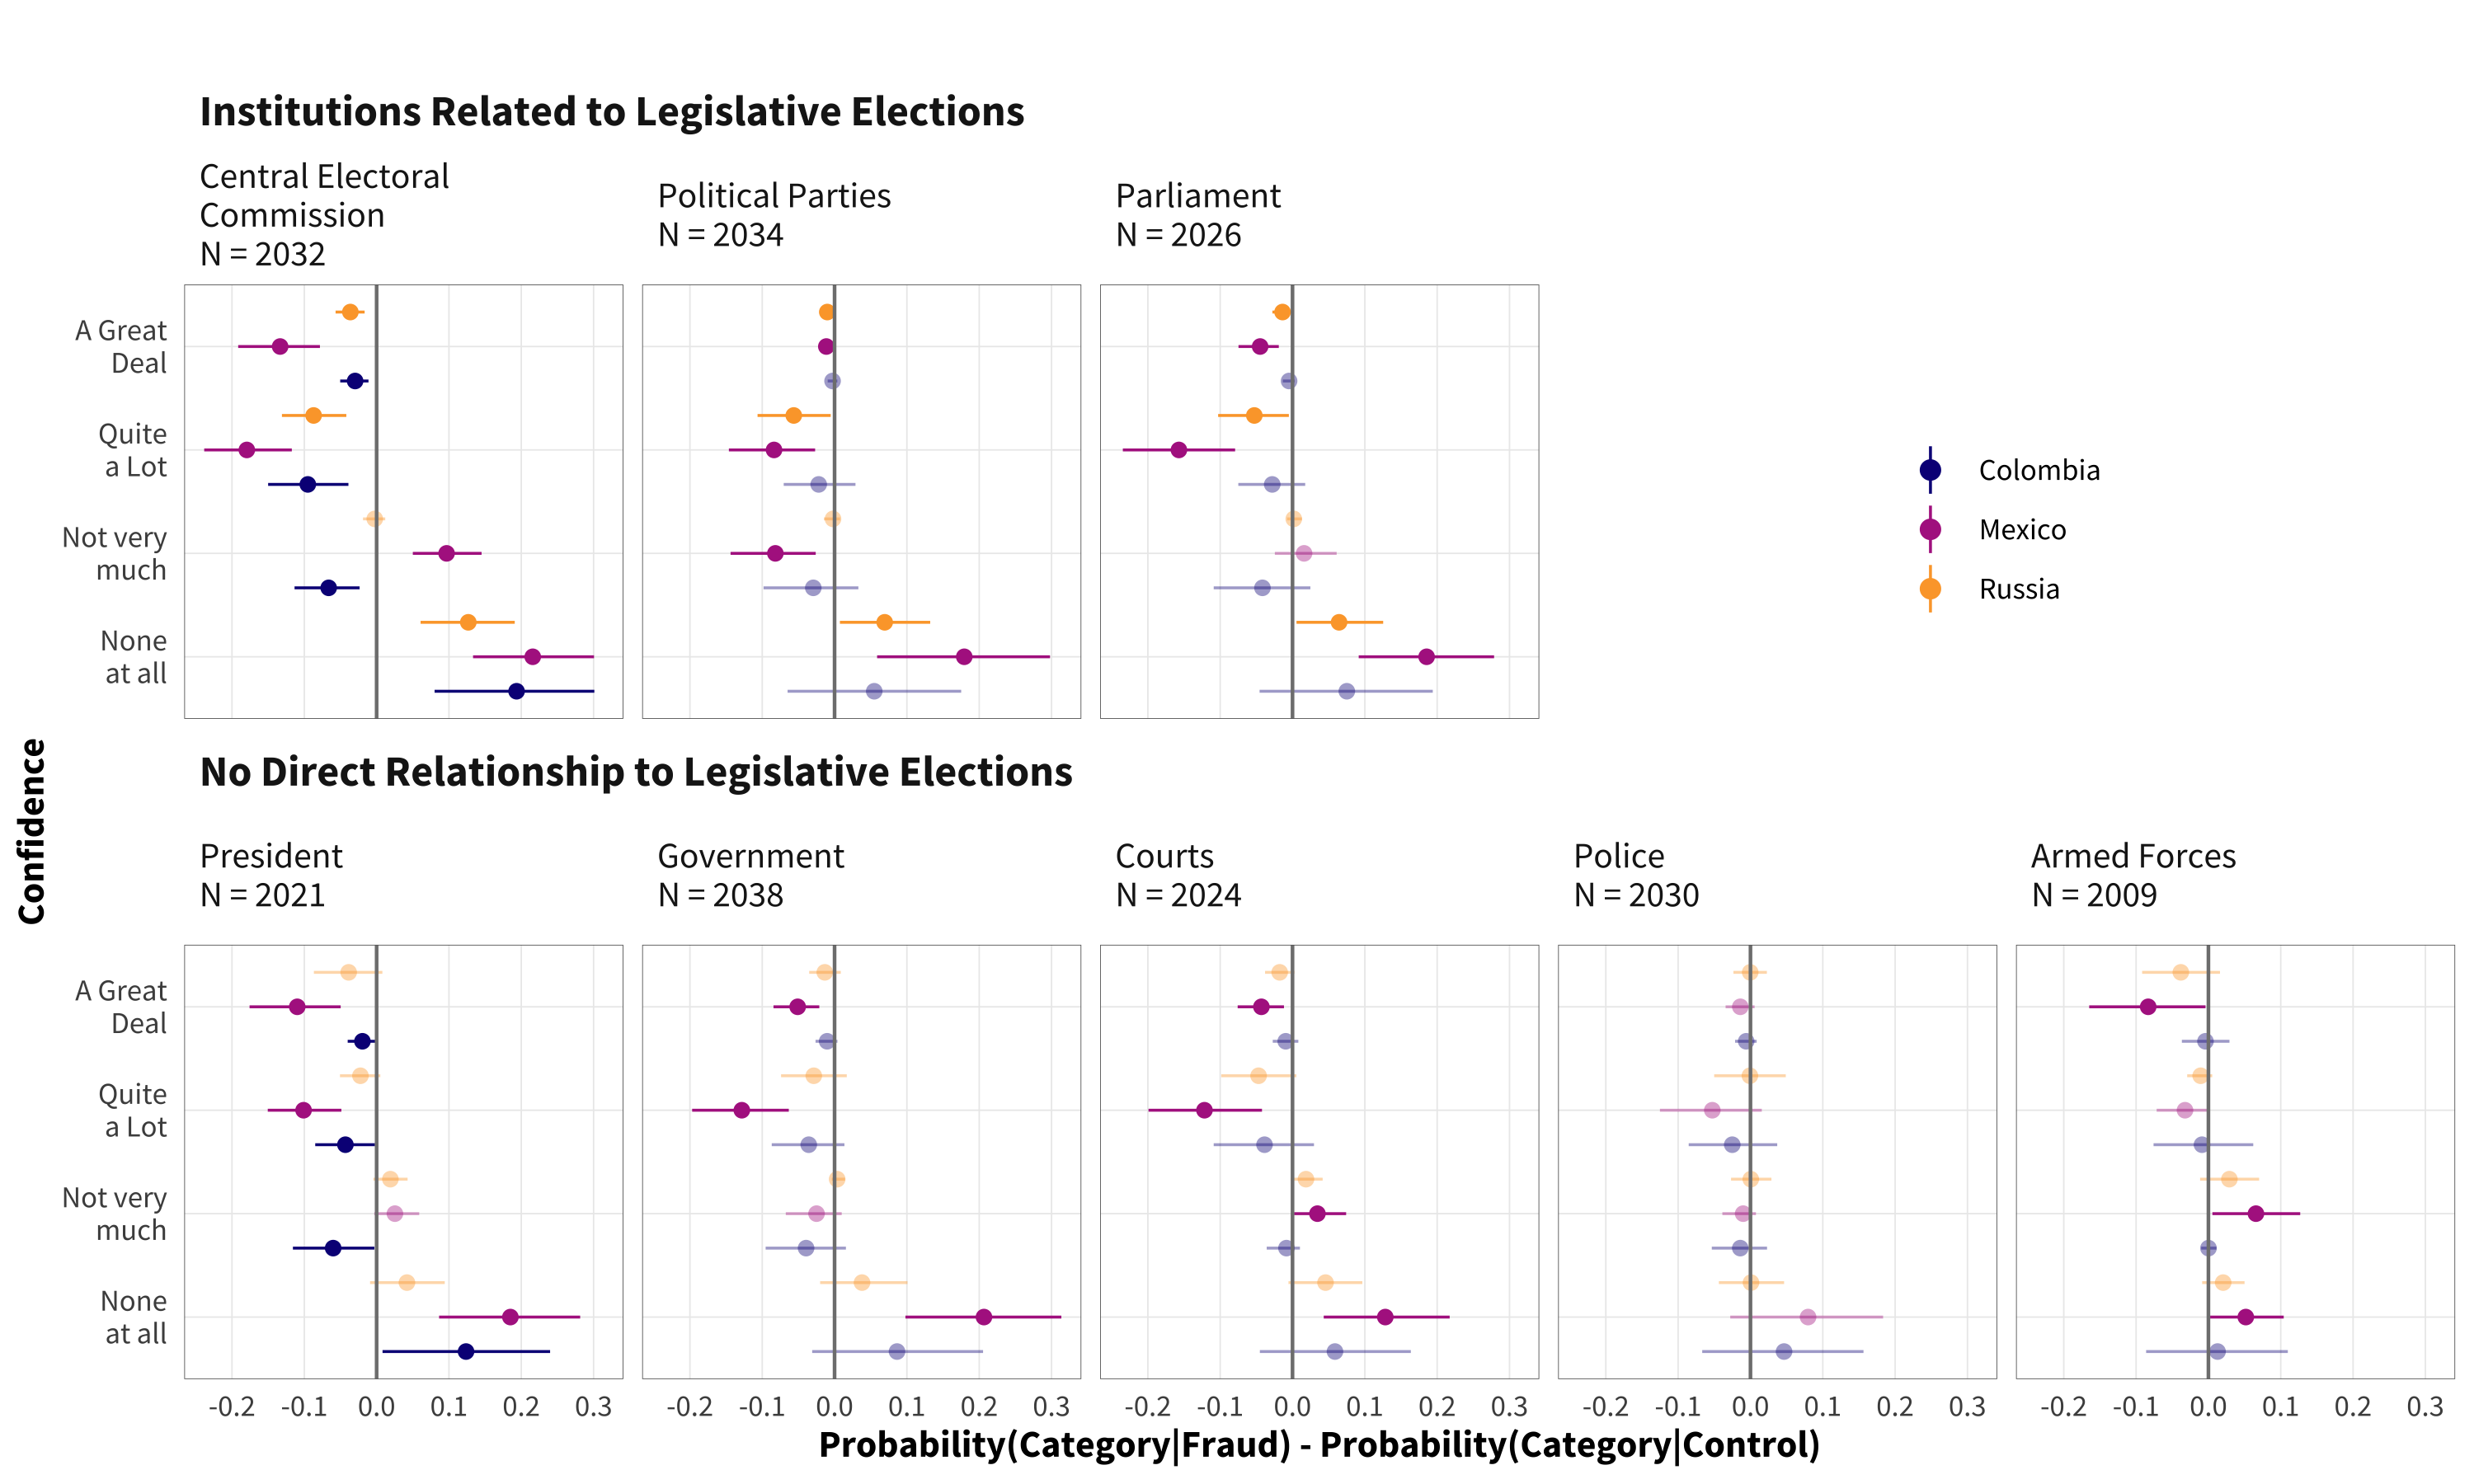 Institutions Related to Legislative Elections
Central Electoral
Commission
N = 2032
Political Parties
N = 2034
Parliament
N = 2026
A Great
Deal
Quite
a Lot
Not very
much
None
at all
Colombia
Mexico
Russia
Confidence
No Direct Relationship to Legislative Elections
President
N = 2021
Government
N = 2038
Courts
N = 2024
Police
N = 2030
Armed Forces
N = 2009
A Great
Deal
Quite
a Lot
Not very
much
None
at all
-0.2 -0.1 0.0 0.1 0.2 0.3
-0.2 -0.1 0.0 0.1 0.2 0.3
-0.2 -0.1 0.0 0.1 0.2 0.3
-0.2 -0.1 0.0 0.1 0.2 0.3
-0.2 -0.1 0.0 0.1 0.2 0.3
Probability(Category|Fraud) - Probability(Category|Control)